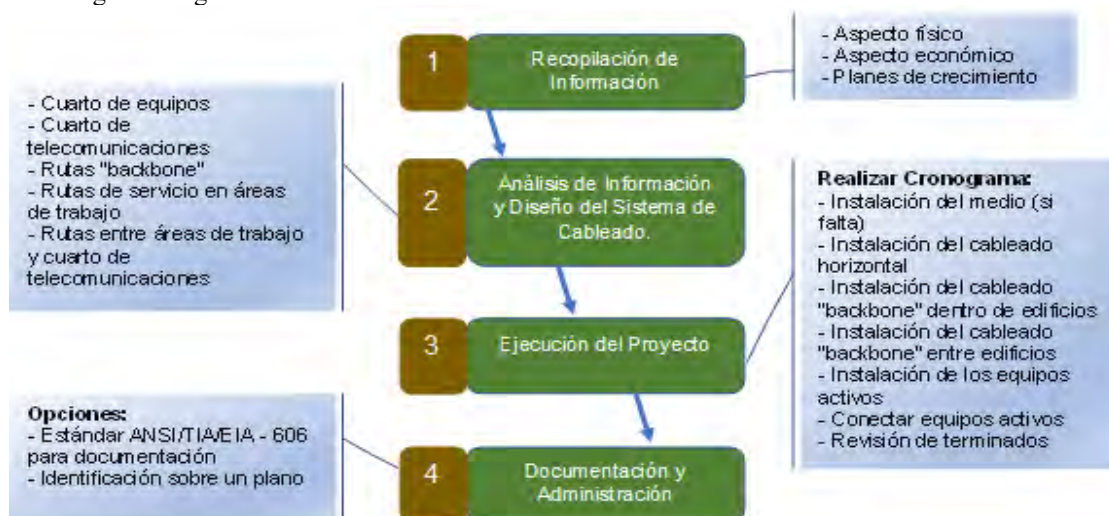 1
Recopilación de
Información
- Aspecto físico
- Aspecto económico
- Planes de crecimiento
- Cuarto de equipos
- Cuarto de
telecomunicaciones
- Rutas "backbone"
- Rutas de servicio en áreas
de trabajo
- Rutas entre áreas de trabajo
y cuarto de
telecomunicaciones
2
Análisis de Información
y Diseño del Sistema de
Cableado.
Realizar Cronograma:
- Instalación del medio (si
falta)
- Instalación del cableado
horizontal
- Instalación del cableado
"backbone" dentro de edificios
- Instalación del cableado
"backbone" entre edificios
- Instalación de los equipos
activos
- Conectar equipos activos
- Revisión de terminados
3
Ejecución del Proyecto
Opciones:
- Estándar ANSI/TIA/EIA - 606
para documentación
- Identificación sobre un plano
4
Documentación y
Administración